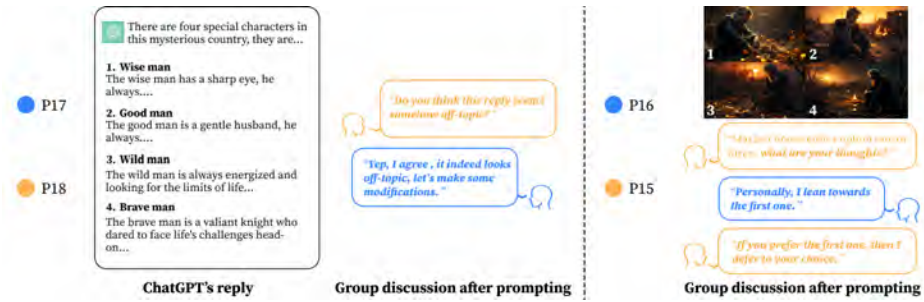 There are four special characters in
this mysterious country, they are...
1. Wise man
The wise man has a sharp eye, he
always....
2. Good man
The good man is a gentle husband, he
always....
3. Wild man
The wild man is always energized and
looking for the limits of life...
4. Brave man
The brave man is a valiant knight who
dared to face life's challenges head-
on...
P17
P18
ChatGPT's reply
"Do you think this reply
somehow off-topic?"
"Yep, I agree , it indeed looks
off-topic, let's make some
modifications. "
Group discussion after prompting
P16
P15
1
2
3
4
what are your thoughts?"
"Personally, I lean towards
the first one. "
"If you prefer the first one, then I
defer to your choice."
Group discussion after prompting